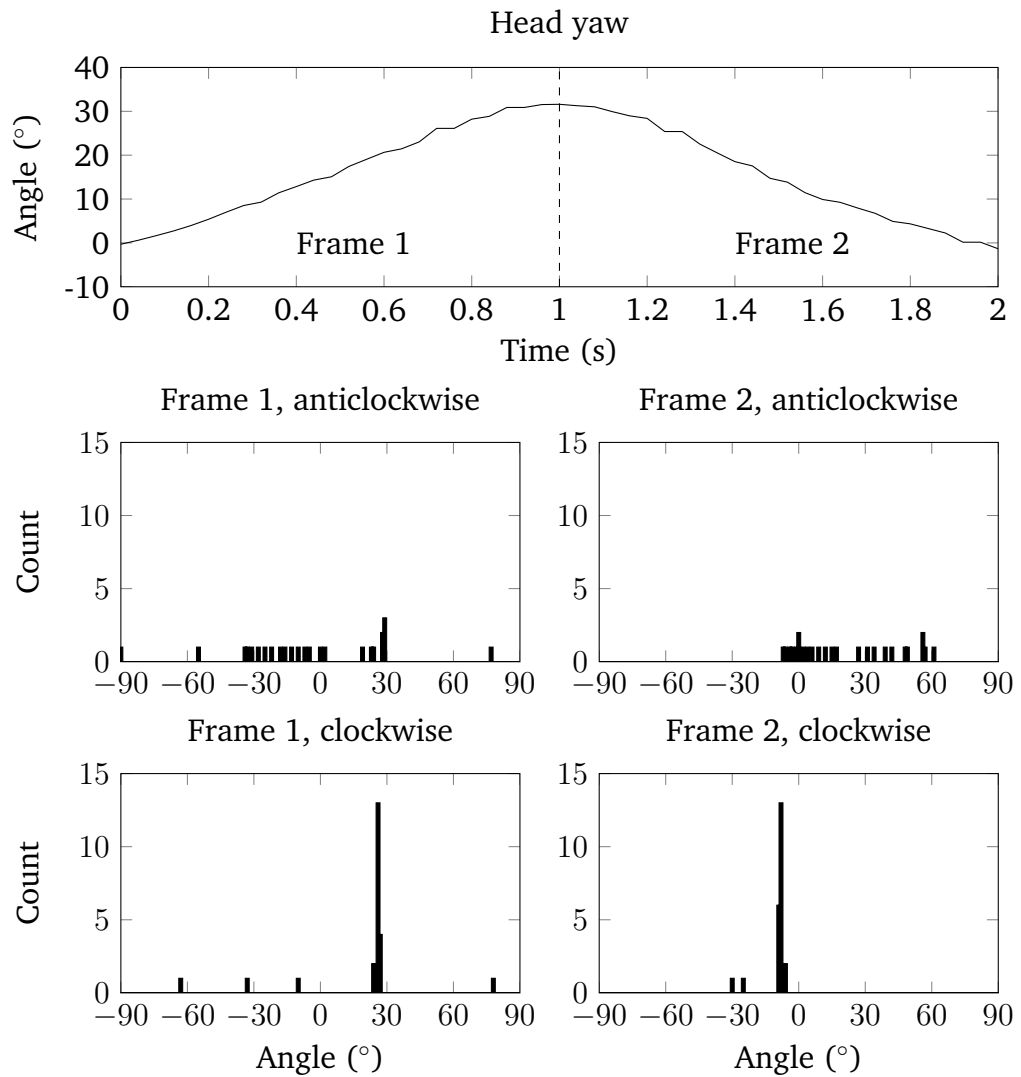 Head yaw
40
30
20
10
0
-10
Angle (°)
Frame 1
Frame 2
0 0.2 0.4 0.6 0.8 1 1.2 1.4 1.6 1.8 2
Time (s)
Frame 1, anticlockwise
15
10
5
0
Count
−90 −60 −30 0 30 60 90
Frame 2, anticlockwise
15
10
5
0
−90 −60 −30 0 30 60 90
Frame 1, clockwise
15
10
5
0
Count
−90 −60 −30 0 30 60 90
Angle (°)
Frame 2, clockwise
15
10
5
0
−90 −60 −30 0 30 60 90
Angle (°)